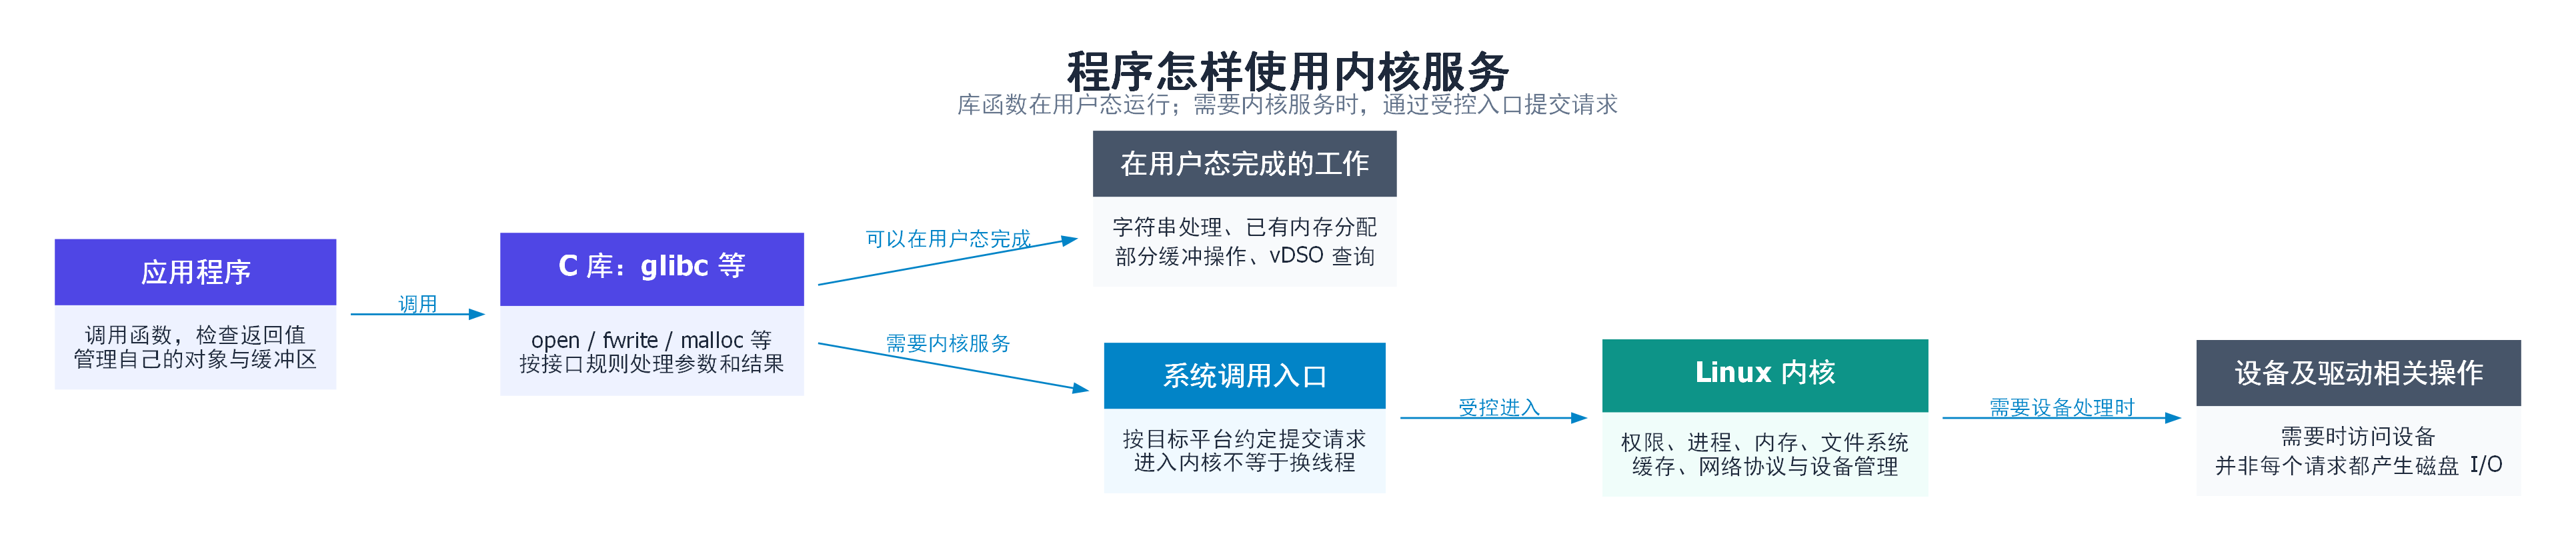 程序怎样使用内核服务
库函数在用户态运行；需要内核服务时，通过受控入口提交请求
应用程序
调用函数，检查返回值
管理自己的对象与缓冲区
调用
C 库：glibc 等
open / fwrite / malloc 等
按接口规则处理参数和结果
可以在用户态完成
在用户态完成的工作
字符串处理、已有内存分配
部分缓冲操作、vDSO 查询
需要内核服务
系统调用入口
按目标平台约定提交请求
进入内核不等于换线程
受控进入
Linux 内核
权限、进程、内存、文件系统
缓存、网络协议与设备管理
需要设备处理时
设备及驱动相关操作
需要时访问设备
并非每个请求都产生磁盘 I/O